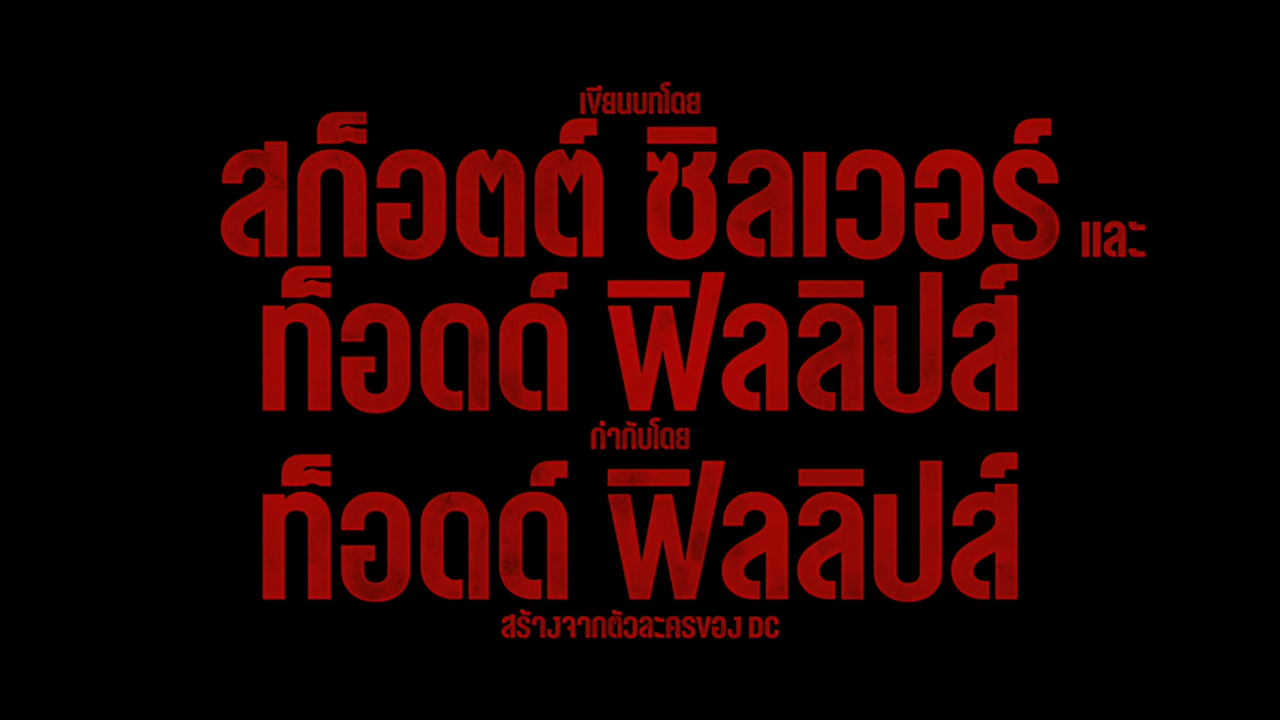 เขียนบทโดย
สก็อตต์ ซิลเวอร์ และ
ท็อดด์ ฟิลลิปส์
กำกับโดย
ท็อดด์ ฟิลลิปส์
สร้างจากตัวละครของ DC